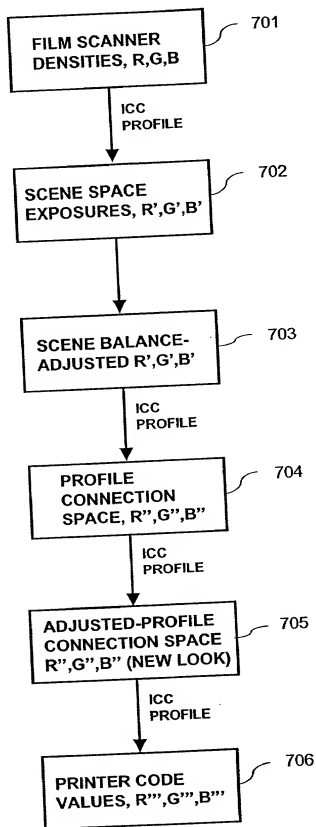 FILM SCANNER
DENSITIES, R,G,B
701
ICC
PROFILE
SCENE SPACE
EXPOSURES, R',G',B'
702
SCENE BALANCE-
ADJUSTED R',G',B'
703
ICC
PROFILE
PROFILE
CONNECTION
SPACE, R'',G'',B''
704
ICC
PROFILE
ADJUSTED-PROFILE
CONNECTION SPACE
R'',G'',B'' (NEW LOOK)
705
ICC
PROFILE
PRINTER CODE
VALUES, R''',G''',B'''
706